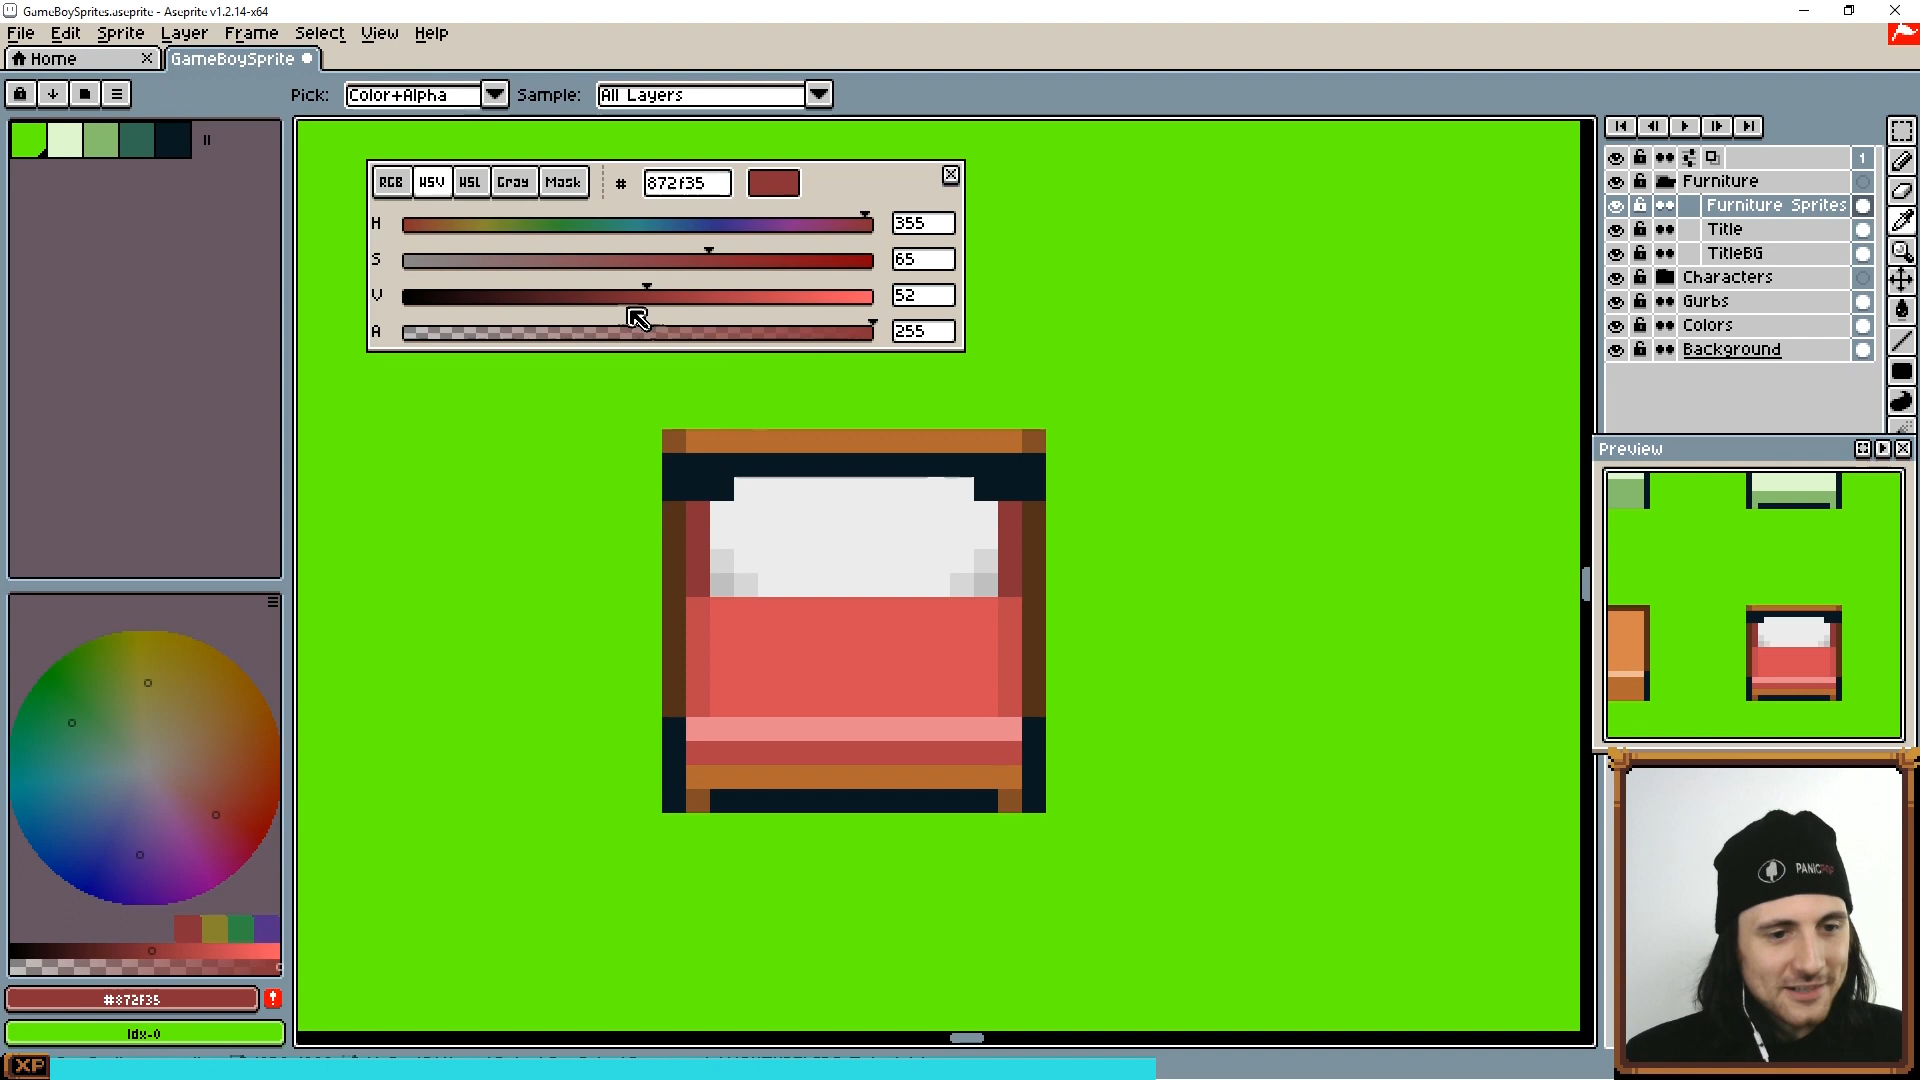 GameBoySprites.aseprite - Aseprite v1.2.14-x64
File Edit Sprite Layer Frame Select View Help
Home
GameBoySprite
Pick: Color+Alpha Sample: All Layers
RGB HSV HSL Gray Mask # 872f35
H 355
S 65
V 52
A 255
1
Furniture
Furniture Sprites
Title
TitleBG
Characters
Gurbs
Colors
Background
Preview
PANICPOP
#872f35
!
Idx-0
XP